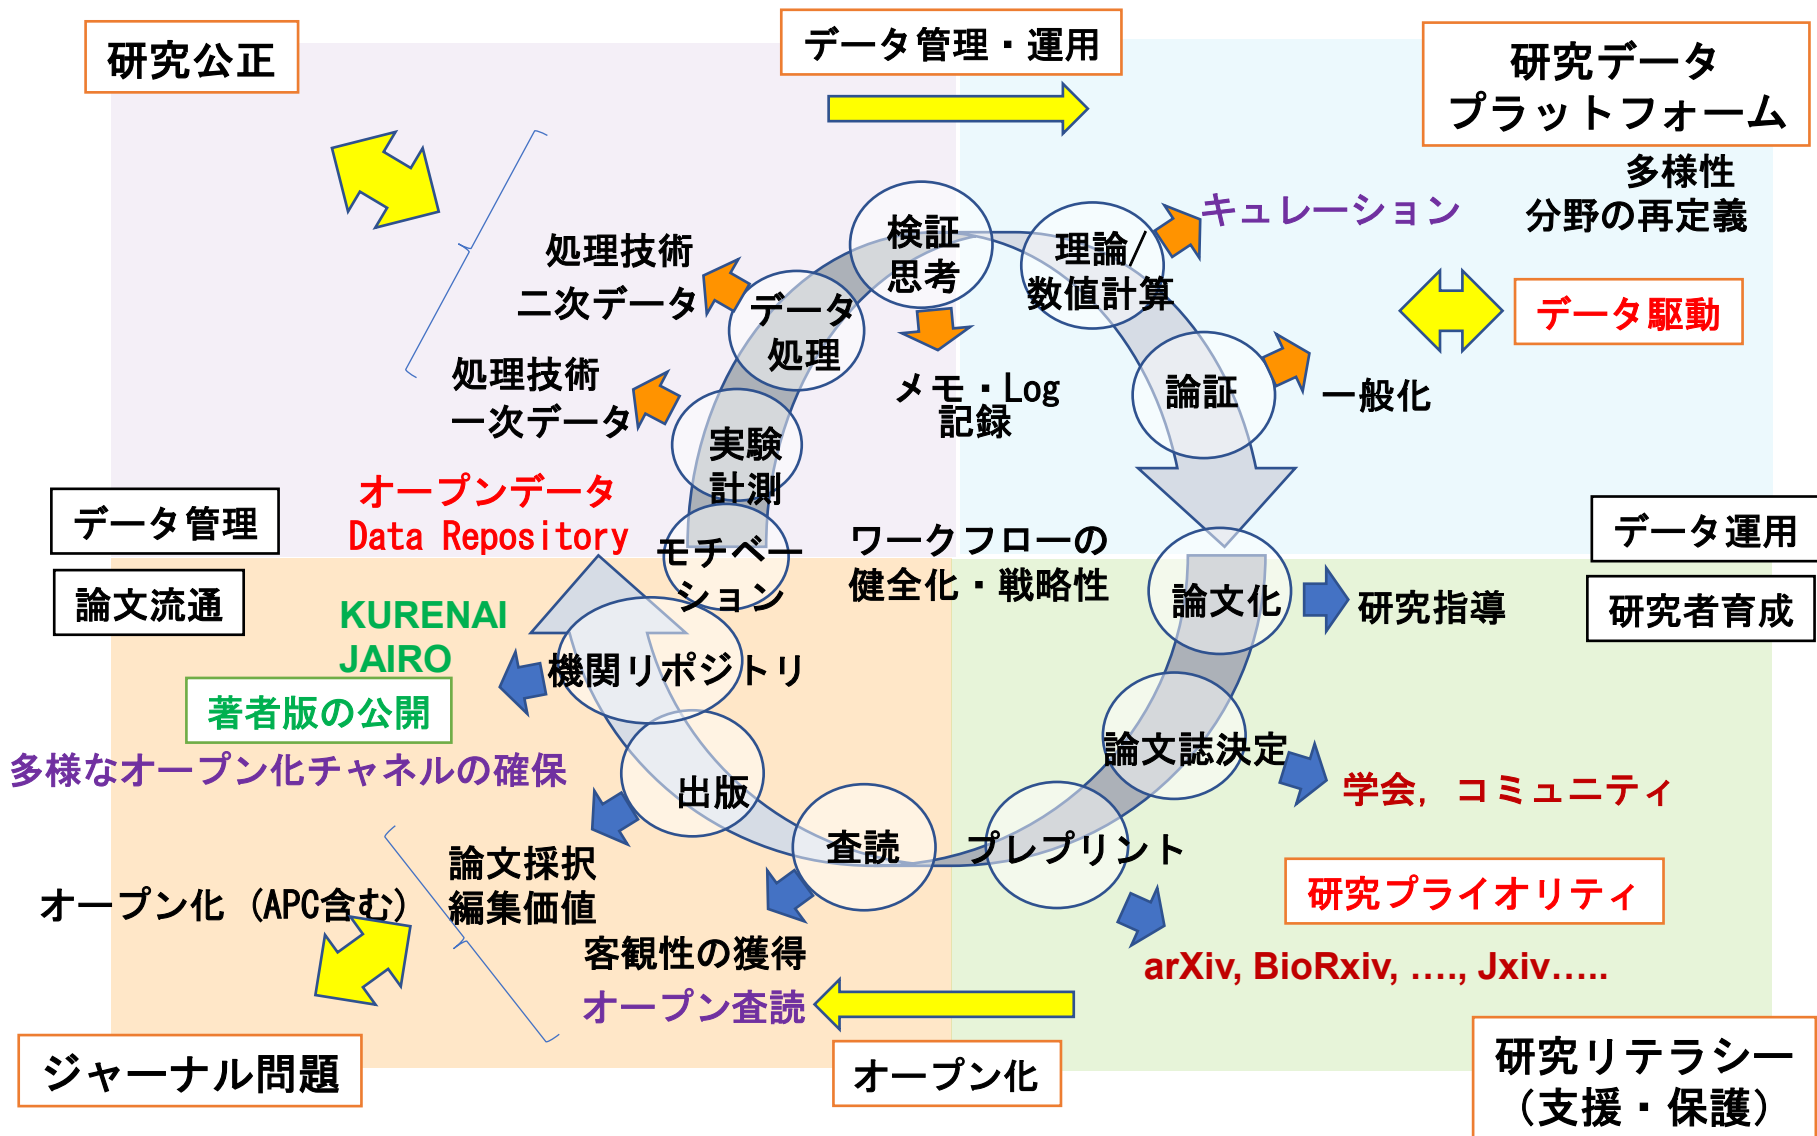 研究公正
データ管理・運用
研究データ
プラットフォーム
多様性
分野の再定義
キュレーション
検証
思考
理論/
数値計算
処理技術
二次データ
データ
処理
データ駆動
メモ・Log
記録
論証
一般化
処理技術
一次データ
実験
計測
オープンデータ
Data Repository
モチベー
ション
ワークフローの
健全化・戦略性
データ管理
論文流通
データ運用
研究者育成
論文化
研究指導
KURENAI
JAIRO
機関リポジトリ
著者版の公開
多様なオープン化チャネルの確保
出版
論文誌決定
学会, コミュニティ
査読
プレプリント
論文採択
編集価値
オープン化 (APC含む)
研究プライオリティ
客観性の獲得
オープン査読
arXiv, BioRxiv, …., Jxiv…..
ジャーナル問題
オープン化
研究リテラシー
（支援・保護）